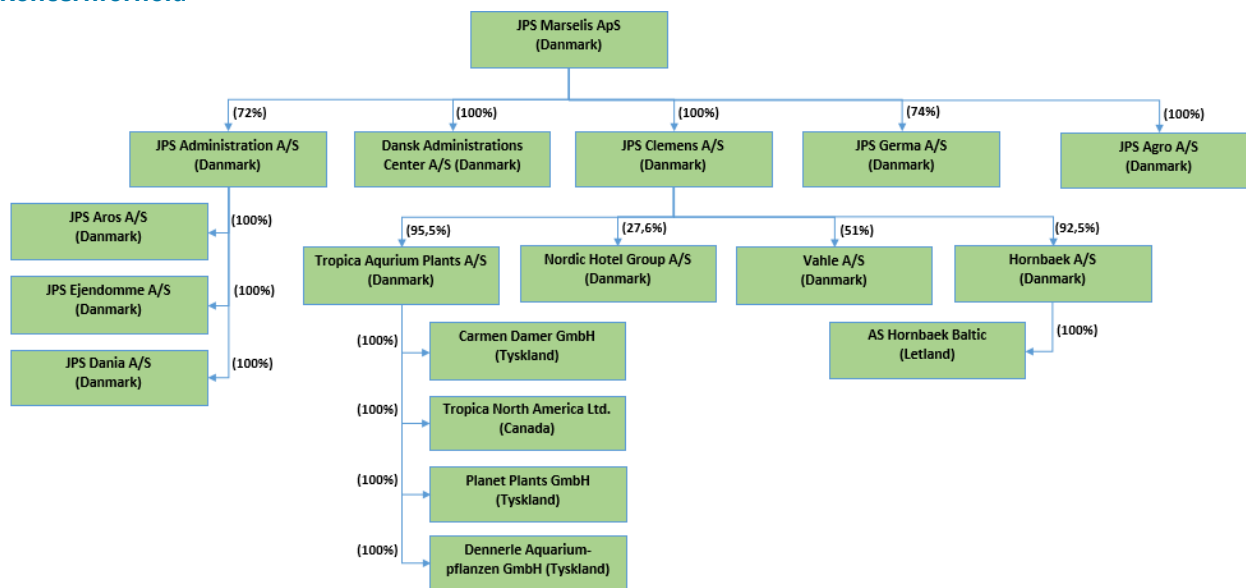 JPS Marselis ApS
(Danmark)
(72%)
(100%)
(100%)
(74%)
(100%)
JPS Administration A/S
(Danmark)
Dansk Administrations
Center A/S (Danmark)
JPS Clemens A/S
(Danmark)
JPS Germa A/S
(Danmark)
JPS Agro A/S
(Danmark)
JPS Aros A/S
(Danmark)
(100%)
JPS Ejendomme A/S
(Danmark)
(100%)
JPS Dania A/S
(Danmark)
(100%)
(95,5%)
(27,6%)
(51%)
(92,5%)
Tropica Aqurium Plants A/S
(Danmark)
Nordic Hotel Group A/S
(Danmark)
Vahle A/S
(Danmark)
Hornbaek A/S
(Danmark)
(100%)
Carmen Damer GmbH
(Tyskland)
AS Hornbaek Baltic
(Letland)
(100%)
(100%)
Tropica North America Ltd.
(Canada)
(100%)
Planet Plants GmbH
(Tyskland)
(100%)
Dennerle Aquarium-
pflanzen GmbH (Tyskland)